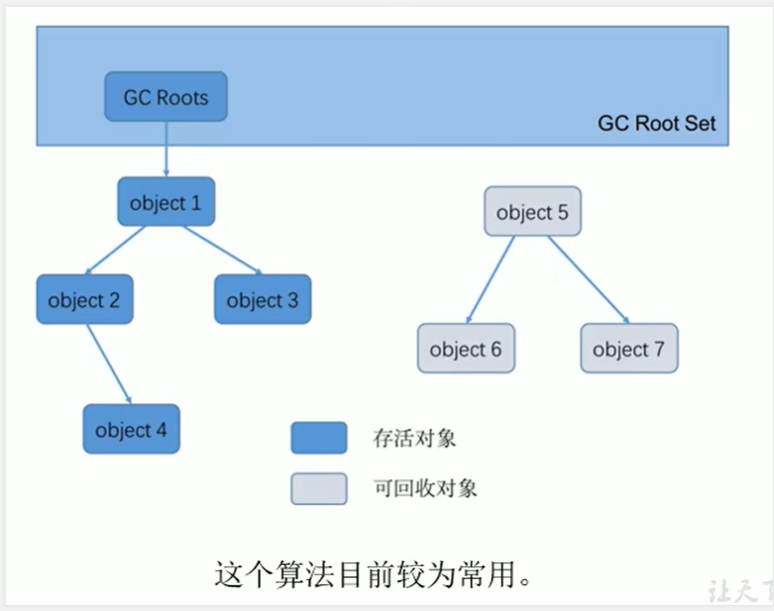 GC Roots
GC Root Set
object 1
object 5
object 2
object 3
object 6
object 7
object 4
存活对象
可回收对象
这个算法目前较为常用。
让天下